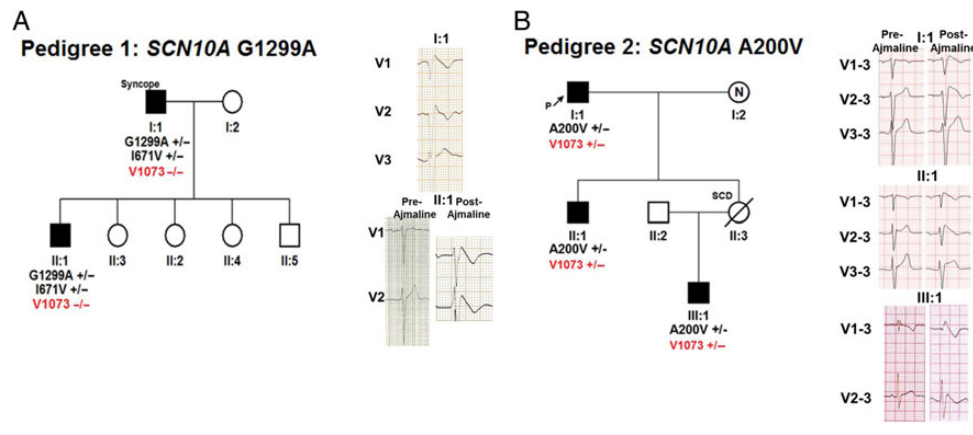 A
Pedigree 1: SCN10A G1299A
Syncope
I:1
I:2
G1299A +/–
I671V +/–
V1073 –/–
II:1
II:3
II:2
II:4
II:5
G1299A +/–
I671V +/–
V1073 –/–
I:1
V1
V2
V3
II:1
Pre- Post-
Ajmaline Ajmaline
V1
V2
B
Pedigree 2: SCN10A A200V
P
N
I:1
I:2
A200V +/–
V1073 +/–
SCD
II:1
II:2
II:3
A200V +/–
V1073 +/–
III:1
A200V +/–
V1073 +/–
I:1
Pre- Post-
Ajmaline Ajmaline
V1-3
V2-3
V3-3
II:1
V1-3
V2-3
V3-3
III:1
V1-3
V2-3